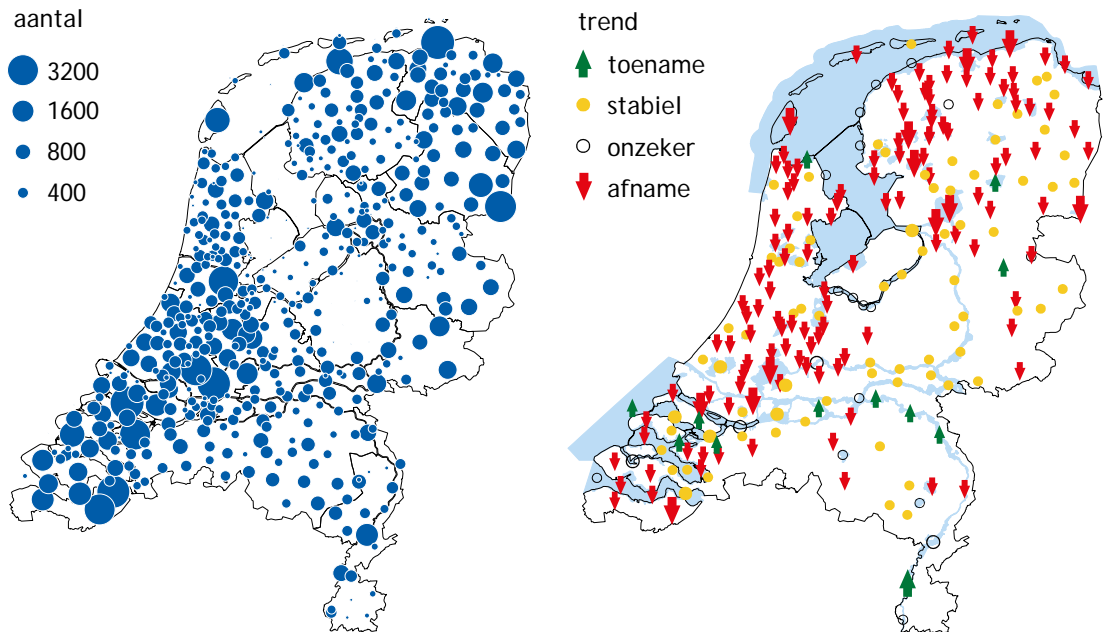 aantal
3200
1600
800
400
trend
toename
stabiel
onzeker
afname